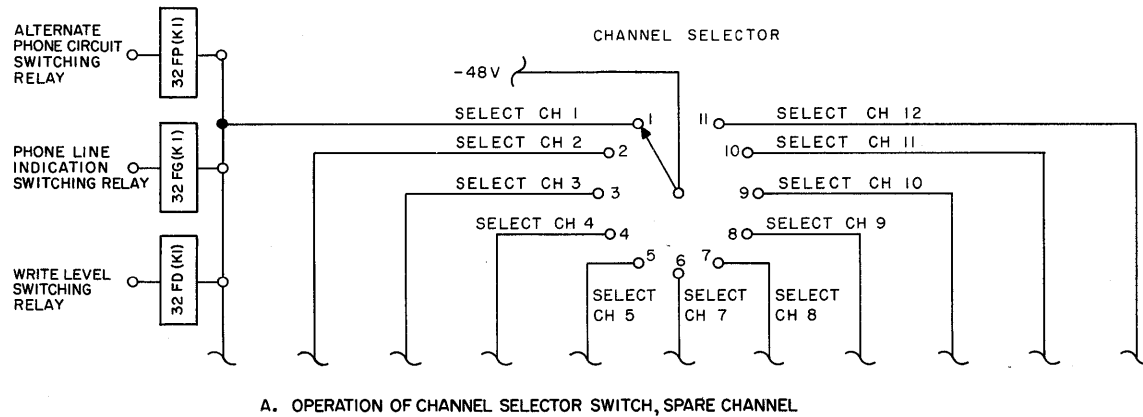 ALTERNATE
PHONE CIRCUIT
SWITCHING
RELAY
32 FP (K1)
PHONE LINE
INDICATION
SWITCHING RELAY
32 FG (K1)
WRITE LEVEL
SWITCHING
RELAY
32 FD (K1)
CHANNEL SELECTOR
-48V
SELECT CH 1
1
SELECT CH 2
2
SELECT CH 3
3
SELECT CH 4
4
5
SELECT
CH 5
6
SELECT
CH 7
7
SELECT
CH 8
8
SELECT CH 9
9
SELECT CH 10
10
SELECT CH 11
11
SELECT CH 12
A. OPERATION OF CHANNEL SELECTOR SWITCH, SPARE CHANNEL